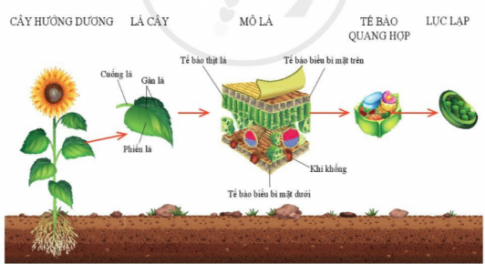 CÂY HƯỚNG DƯƠNG
LÁ CÂY
MÔ LÁ
TẾ BÀO
QUANG HỢP
LỤC LẠP
Cuống lá
Gân lá
Phiến lá
Tế bào thịt lá
Tế bào biểu bì mặt trên
Khí khổng
Tế bào biểu bì mặt dưới